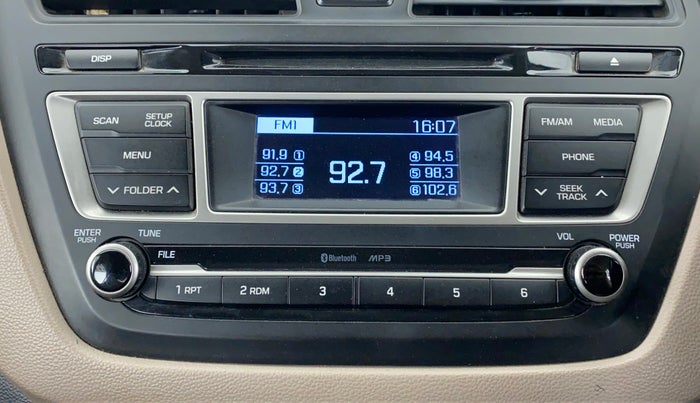 DISP
SCAN
SETUP
CLOCK
FM1 16:07
FM/AM MEDIA
MENU
91.9 1 4 94.5
PHONE
92.7 2 92.7 5 98.3
FOLDER
93.7 3 6 102.6
SEEK
TRACK
ENTER
PUSH
TUNE
VOL
POWER
PUSH
FILE
Bluetooth MP3
1 RPT 2 RDM 3 4 5 6